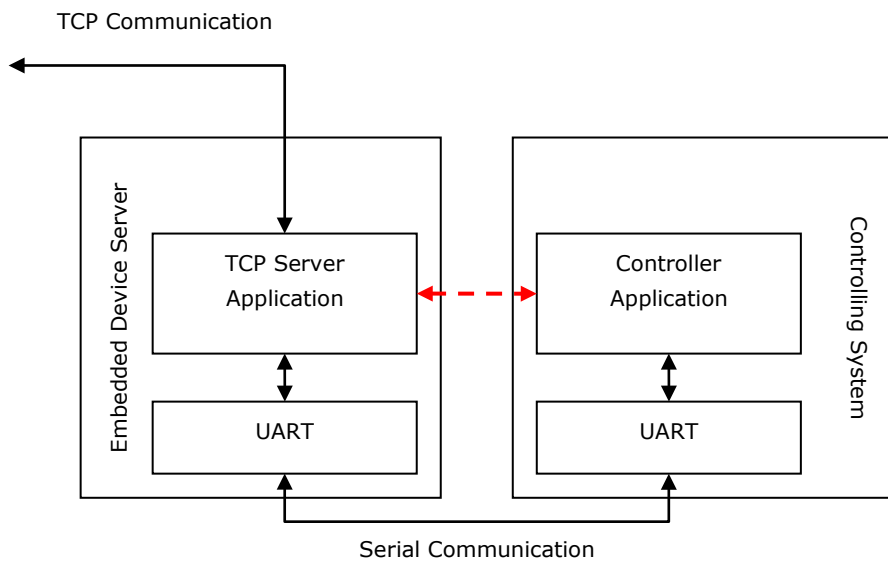 TCP Communication
Embedded Device Server
TCP Server
Application
UART
Controller
Application
UART
Controlling System
Serial Communication